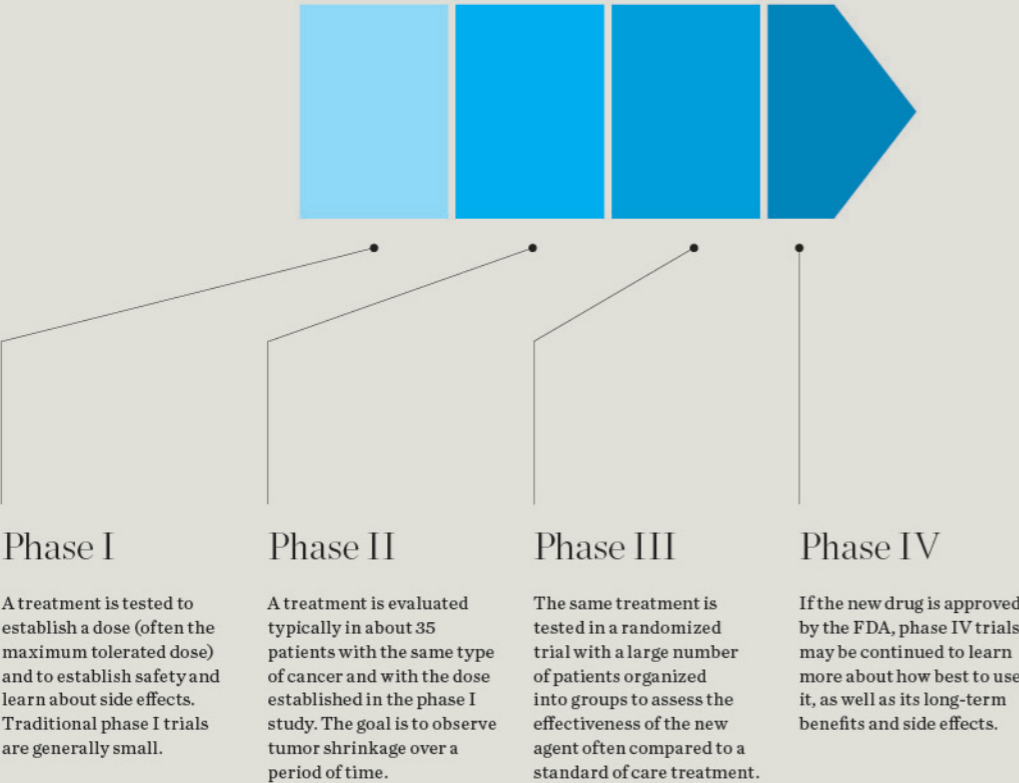 Phase I
A treatment is tested to
establish a dose (often the
maximum tolerated dose)
and to establish safety and
learn about side effects.
Traditional phase I trials
are generally small.
Phase II
A treatment is evaluated
typically in about 35
patients with the same type
of cancer and with the dose
established in the phase I
study. The goal is to observe
tumor shrinkage over a
period of time.
Phase III
The same treatment is
tested in a randomized
trial with a large number
of patients organized
into groups to assess the
effectiveness of the new
agent often compared to a
standard of care treatment.
Phase IV
If the new drug is approved
by the FDA, phase IV trials
may be continued to learn
more about how best to use
it, as well as its long-term
benefits and side effects.